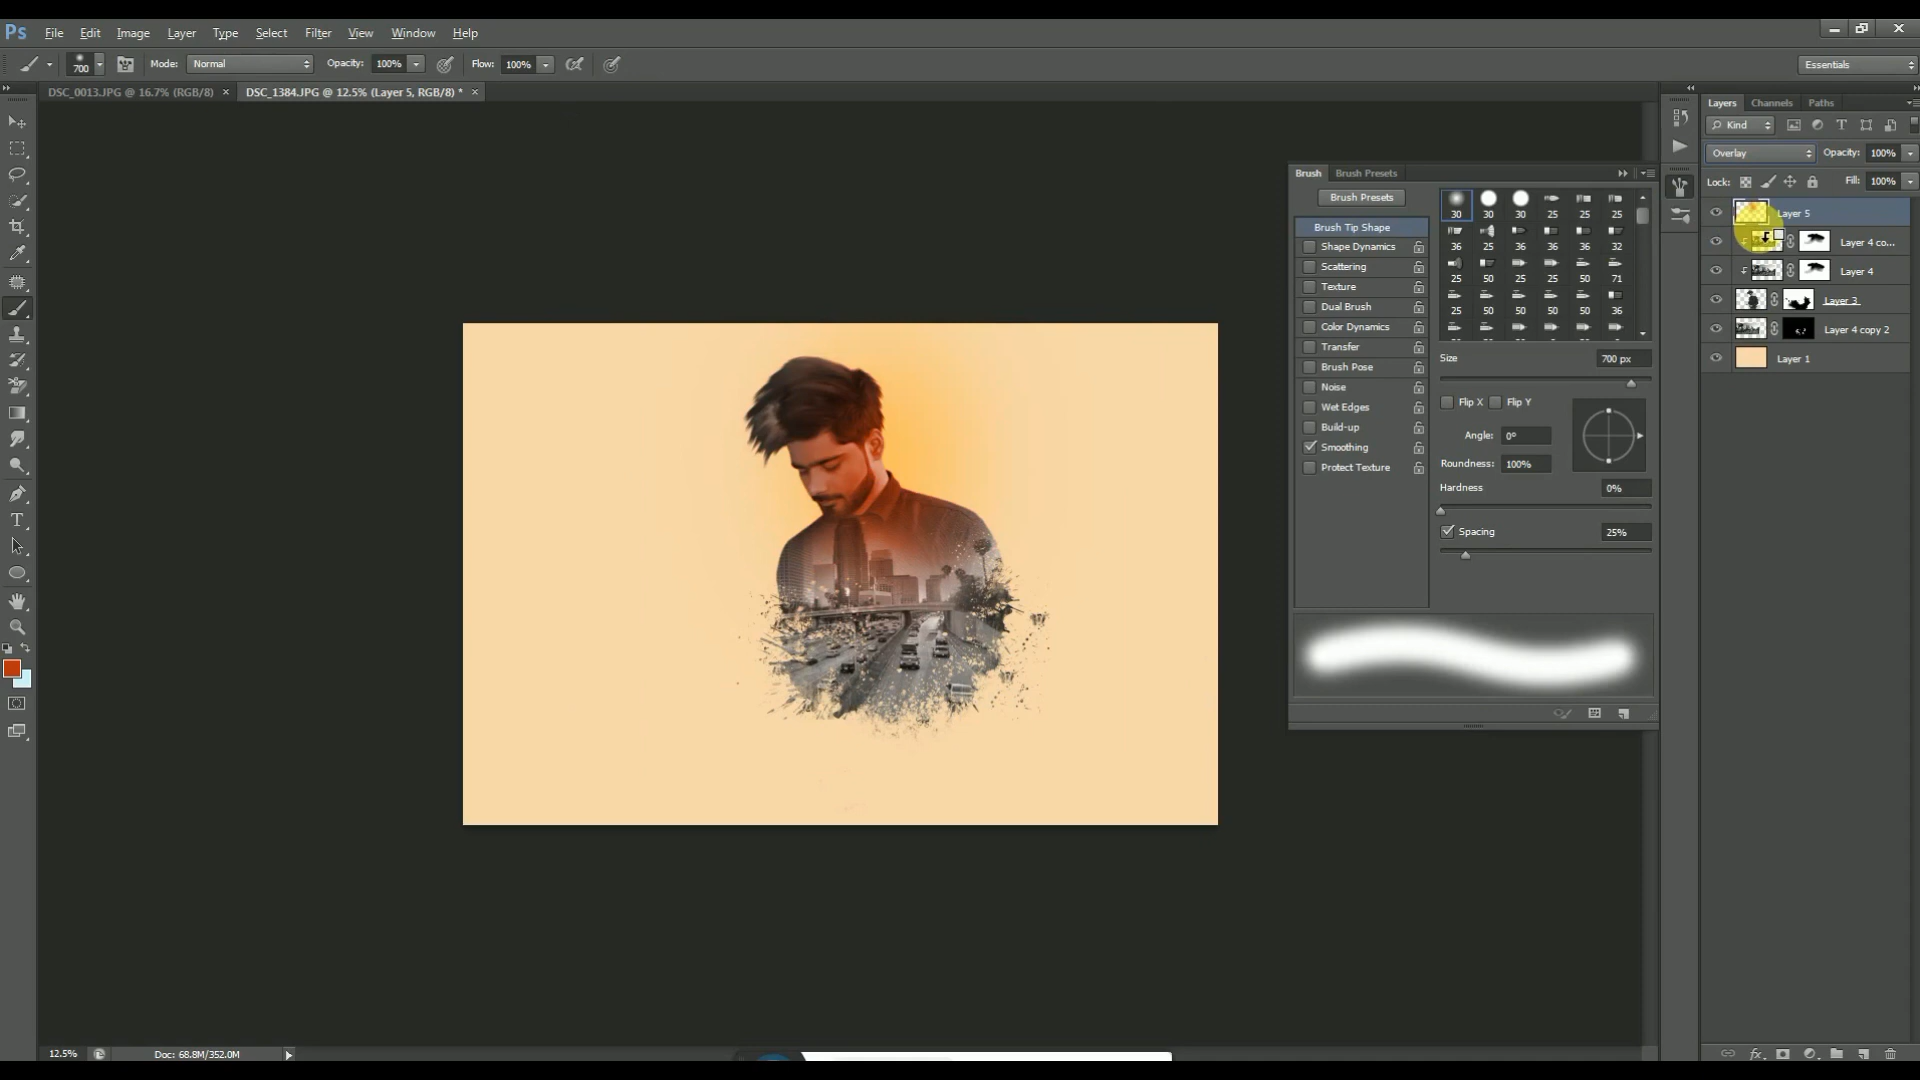 Ps File Edit Image Layer Type Select Filter View Window Help
700 Mode: Normal Opacity: 100% Flow: 100% Essentials
DSC_0013.JPG @ 16.7% (RGB/8) × DSC_1384.JPG @ 12.5% (Layer 5, RGB/8) * ×
Layers Channels Paths
Kind
Overlay Opacity: 100%
Lock: Fill: 100%
Layer 5
Layer 4 co...
Layer 4
Layer 3
Layer 4 copy 2
Layer 1
Brush Brush Presets
Brush Presets
Brush Tip Shape
Shape Dynamics
Scattering
Texture
Dual Brush
Color Dynamics
Transfer
Brush Pose
Noise
Wet Edges
Build-up
Smoothing
Protect Texture
30 30 30 25 25 25
36 25 36 36 36 32
25 50 25 25 50 71
25 50 50 50 50 36
Size 700 px
Flip X Flip Y
Angle: 0°
Roundness: 100%
Hardness 0%
Spacing 25%
12.5% Doc: 68.8M/352.0M